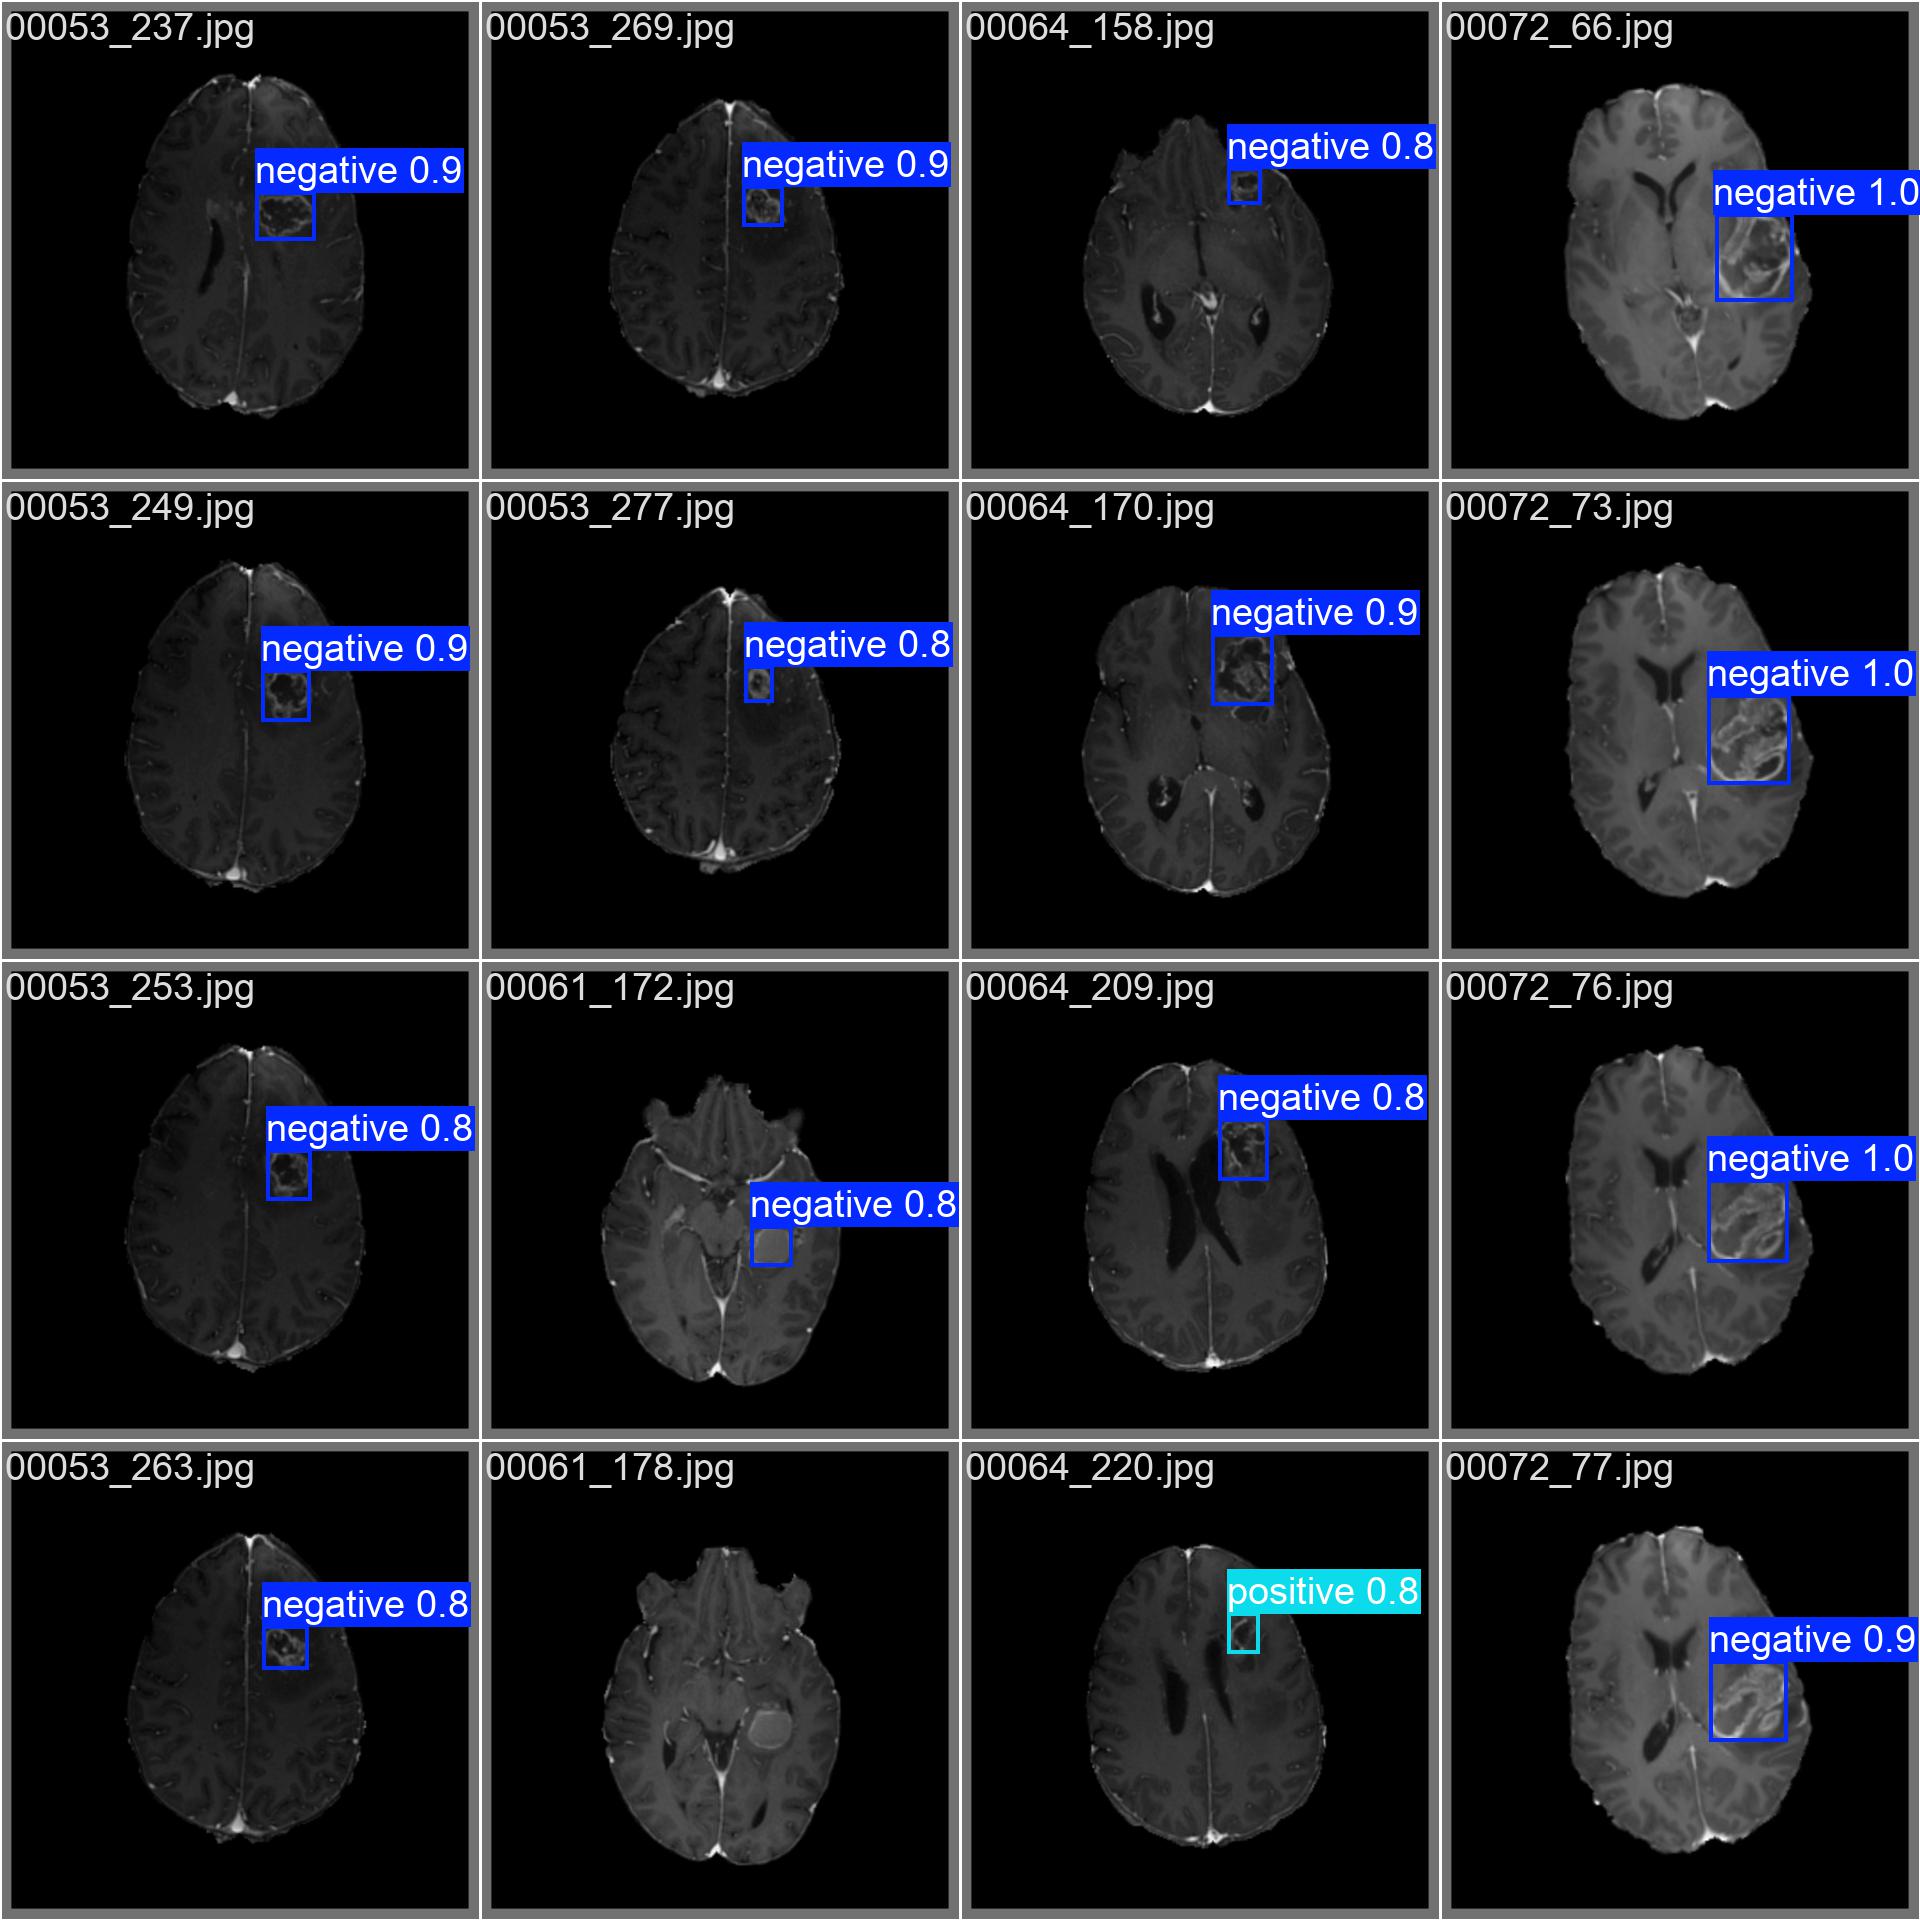 00053_237.jpg
negative 0.9
00053_269.jpg
negative 0.9
00064_158.jpg
negative 0.8
00072_66.jpg
negative 1.0
00053_249.jpg
negative 0.9
00053_277.jpg
negative 0.8
00064_170.jpg
negative 0.9
00072_73.jpg
negative 1.0
00053_253.jpg
negative 0.8
00061_172.jpg
negative 0.8
00064_209.jpg
negative 0.8
00072_76.jpg
negative 1.0
00053_263.jpg
negative 0.8
00061_178.jpg
00064_220.jpg
positive 0.8
00072_77.jpg
negative 0.9